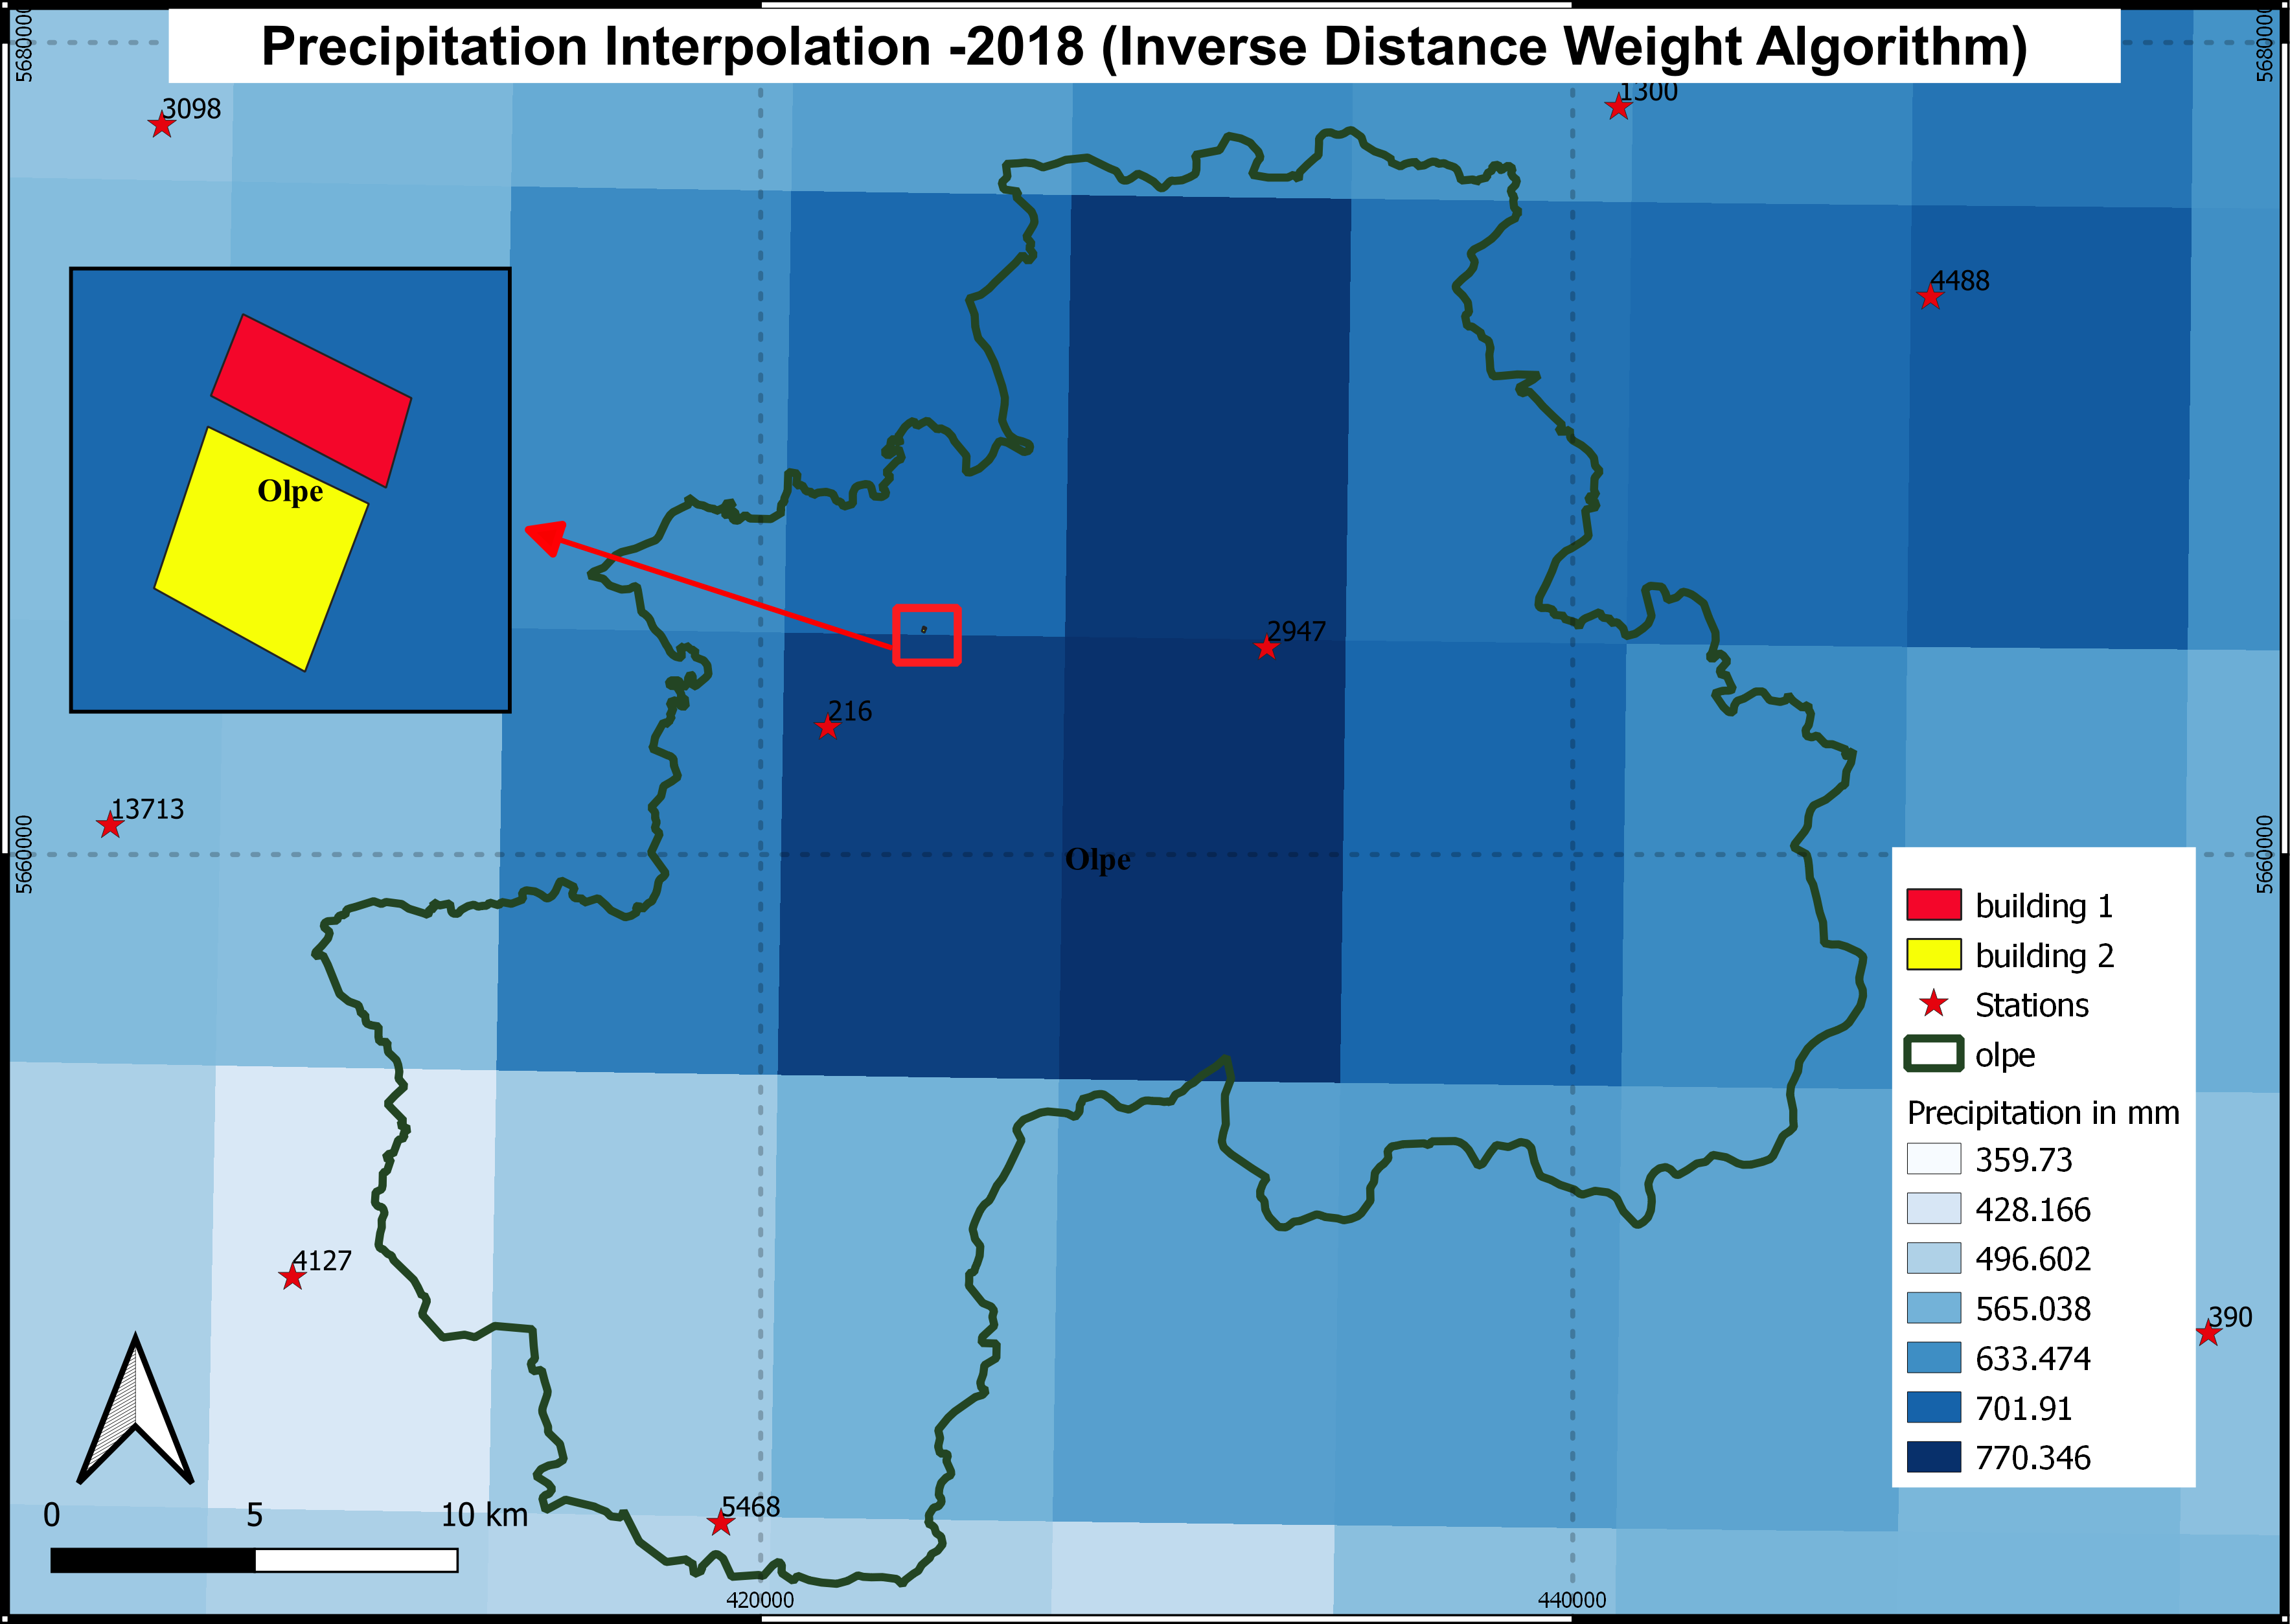 Precipitation Interpolation -2018 (Inverse Distance Weight Algorithm)
5680000
5680000
3098
1300
4488
Olpe
2947
216
13713
5660000
5660000
Olpe
building 1
building 2
Stations
olpe
Precipitation in mm
359.73
428.166
496.602
565.038
633.474
701.91
770.346
4127
390
5468
0 5 10 km
420000 440000